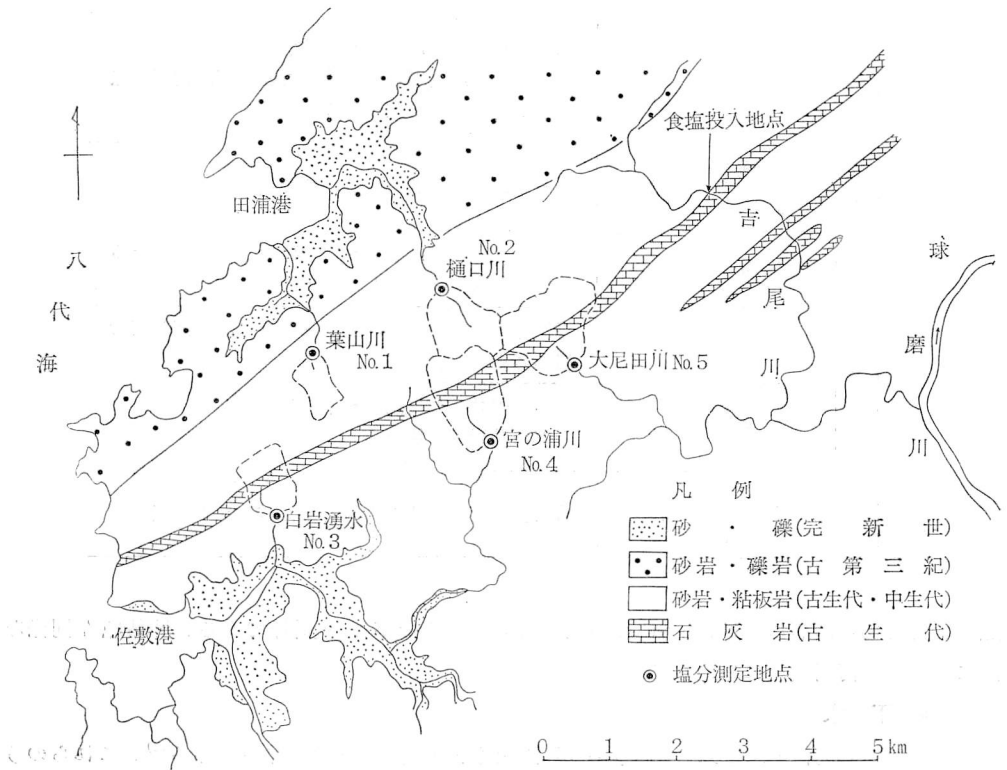 食塩投入地点
田浦港
吉尾川
球磨川
八代海
No.2
樋口川
葉山川
No.1
大尼田川 No.5
宮の浦川
No.4
白岩湧水
No.3
佐敷港
凡例
砂・礫(完新世)
砂岩・礫岩(古第三紀)
砂岩・粘板岩(古生代・中生代)
石灰岩(古生代)
塩分測定地点
0 1 2 3 4 5 km